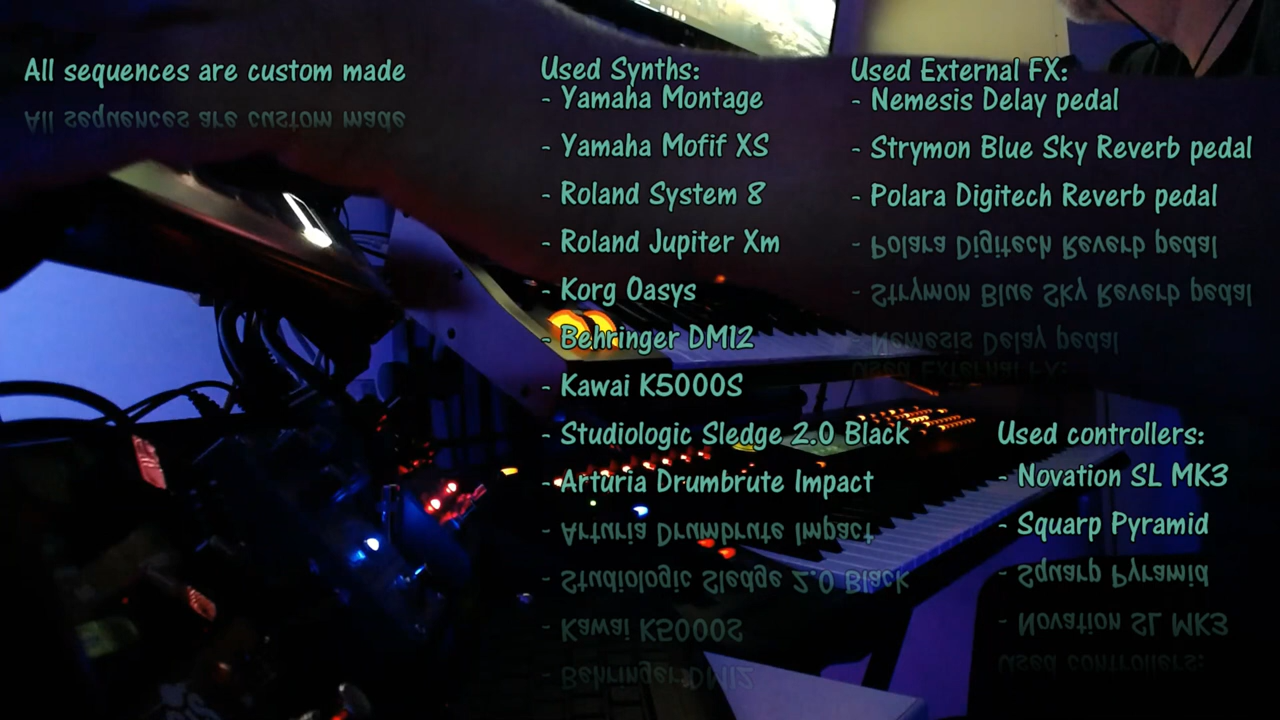 All sequences are custom made
Used Synths:
- Yamaha Montage
- Yamaha Mofif XS
- Roland System 8
- Roland Jupiter Xm
- Korg Oasys
- Behringer DM12
- Kawai K5000S
- Studiologic Sledge 2.0 Black
- Arturia Drumbrute Impact
Used External FX:
- Nemesis Delay pedal
- Strymon Blue Sky Reverb pedal
- Polara Digitech Reverb pedal
Used controllers:
- Novation SL MK3
- Squarp Pyramid